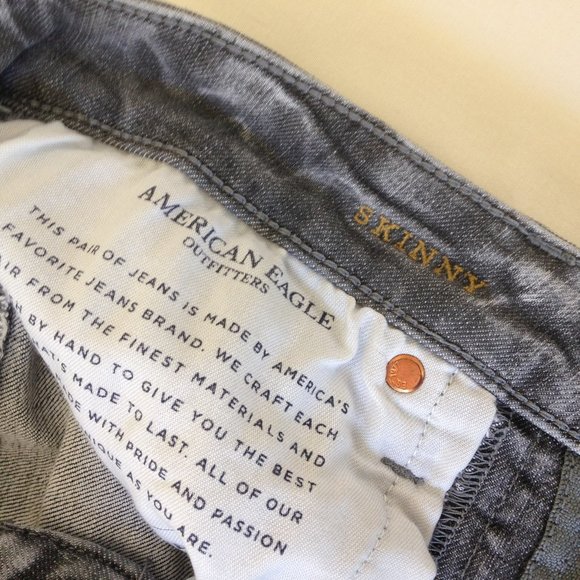 SKINNY
AMERICAN EAGLE
OUTFITTERS
THIS PAIR OF JEANS IS MADE BY AMERICA'S
FAVORITE JEANS BRAND. WE CRAFT EACH
FROM THE FINEST MATERIALS AND
BY HAND TO GIVE YOU THE BEST
MADE TO LAST. ALL OF OUR
WITH PRIDE AND PASSION
AS YOU ARE.